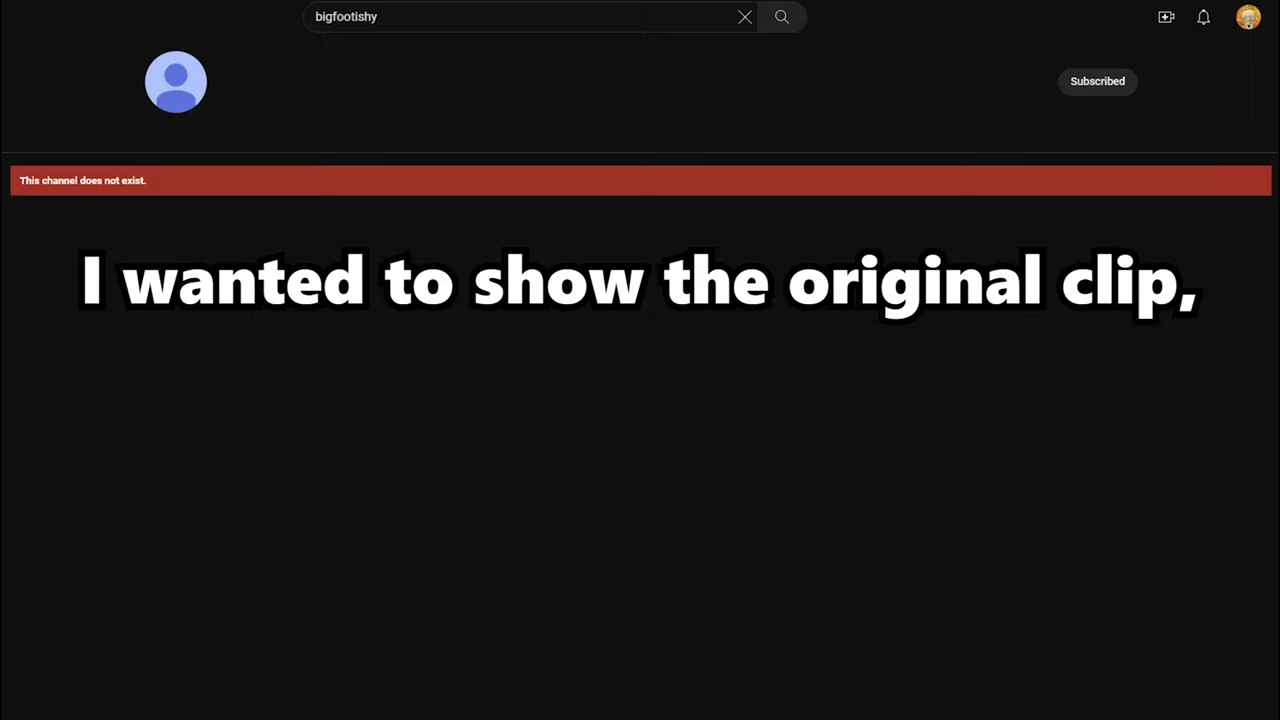 bigfootishy
Subscribed
This channel does not exist.
I wanted to show the original clip,